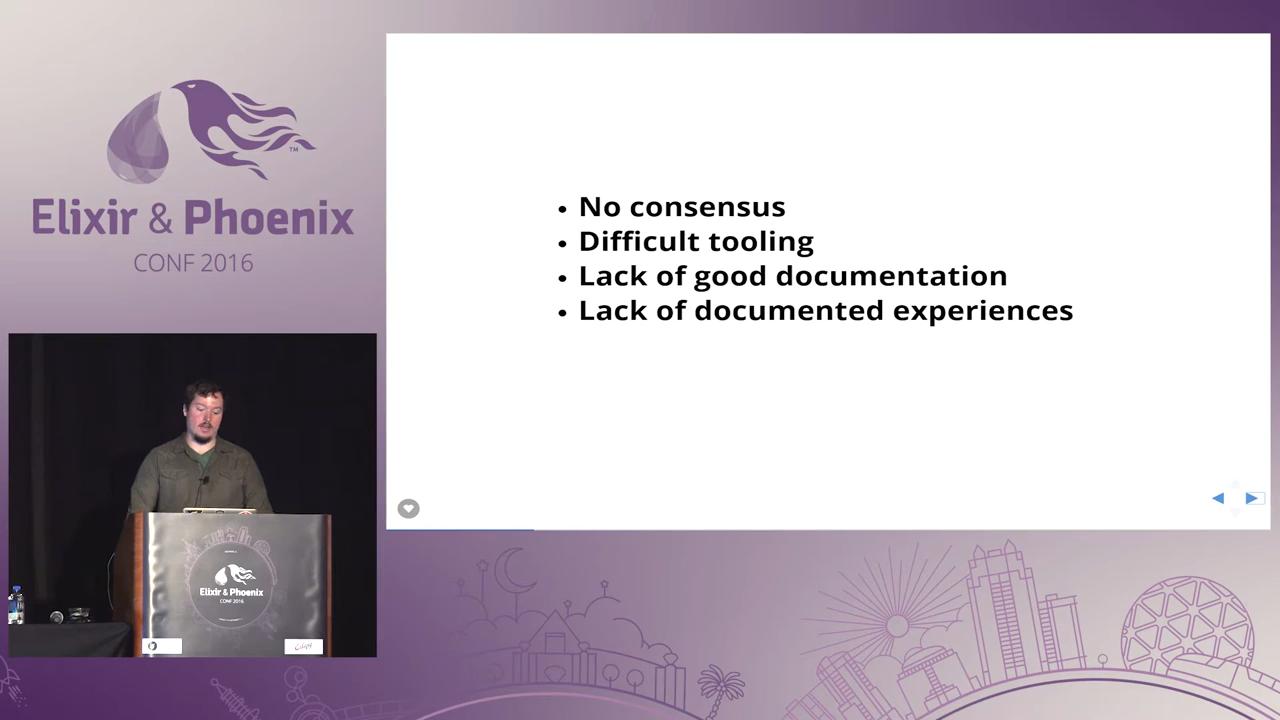 Elixir & Phoenix
TM
CONF 2016
• No consensus
• Difficult tooling
• Lack of good documentation
• Lack of documented experiences
Elixir & Phoenix
CONF 2016